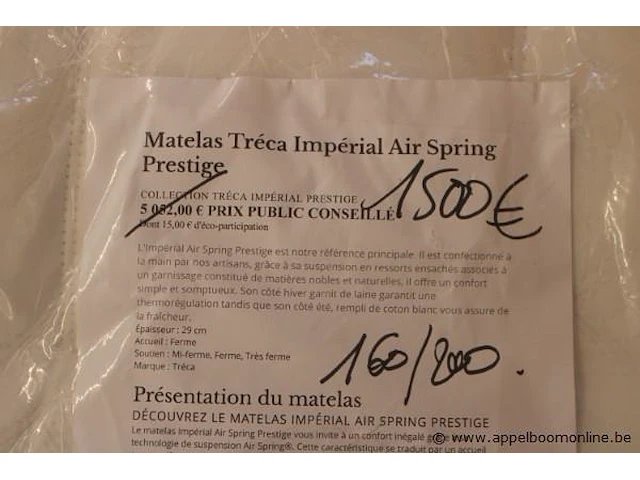 Matelas Tréca Impérial Air Spring
Prestige
COLLECTION TRÉCA IMPÉRIAL PRESTIGE
5 052,00 € PRIX PUBLIC CONSEILLÉ
1500€
Dont 15,00 € d'éco-participation
L'Impérial Air Spring Prestige est notre référence principale. Il est confectionné à
la main par nos artisans, grâce à sa suspension en ressorts ensachés associés à
un garnissage constitué de matières nobles et naturelles, il offre un confort
simple et somptueux. Son côté hiver garnit de laine garantit une
thermorégulation tandis que son côté été, rempli de coton blanc vous assure de
la fraîcheur.
Épaisseur : 29 cm
Accueil : Ferme
Soutien : Mi-ferme, Ferme, Très ferme
Marque : Tréca
160/200.
Présentation du matelas
DÉCOUVREZ LE MATELAS IMPÉRIAL AIR SPRING PRESTIGE
Le matelas Impérial Air Spring Prestige vous invite à un confort inégalé
technologie de suspension Air Spring®. Cette caractéristique se traduit par un accueil
© www.appelboomonline.be